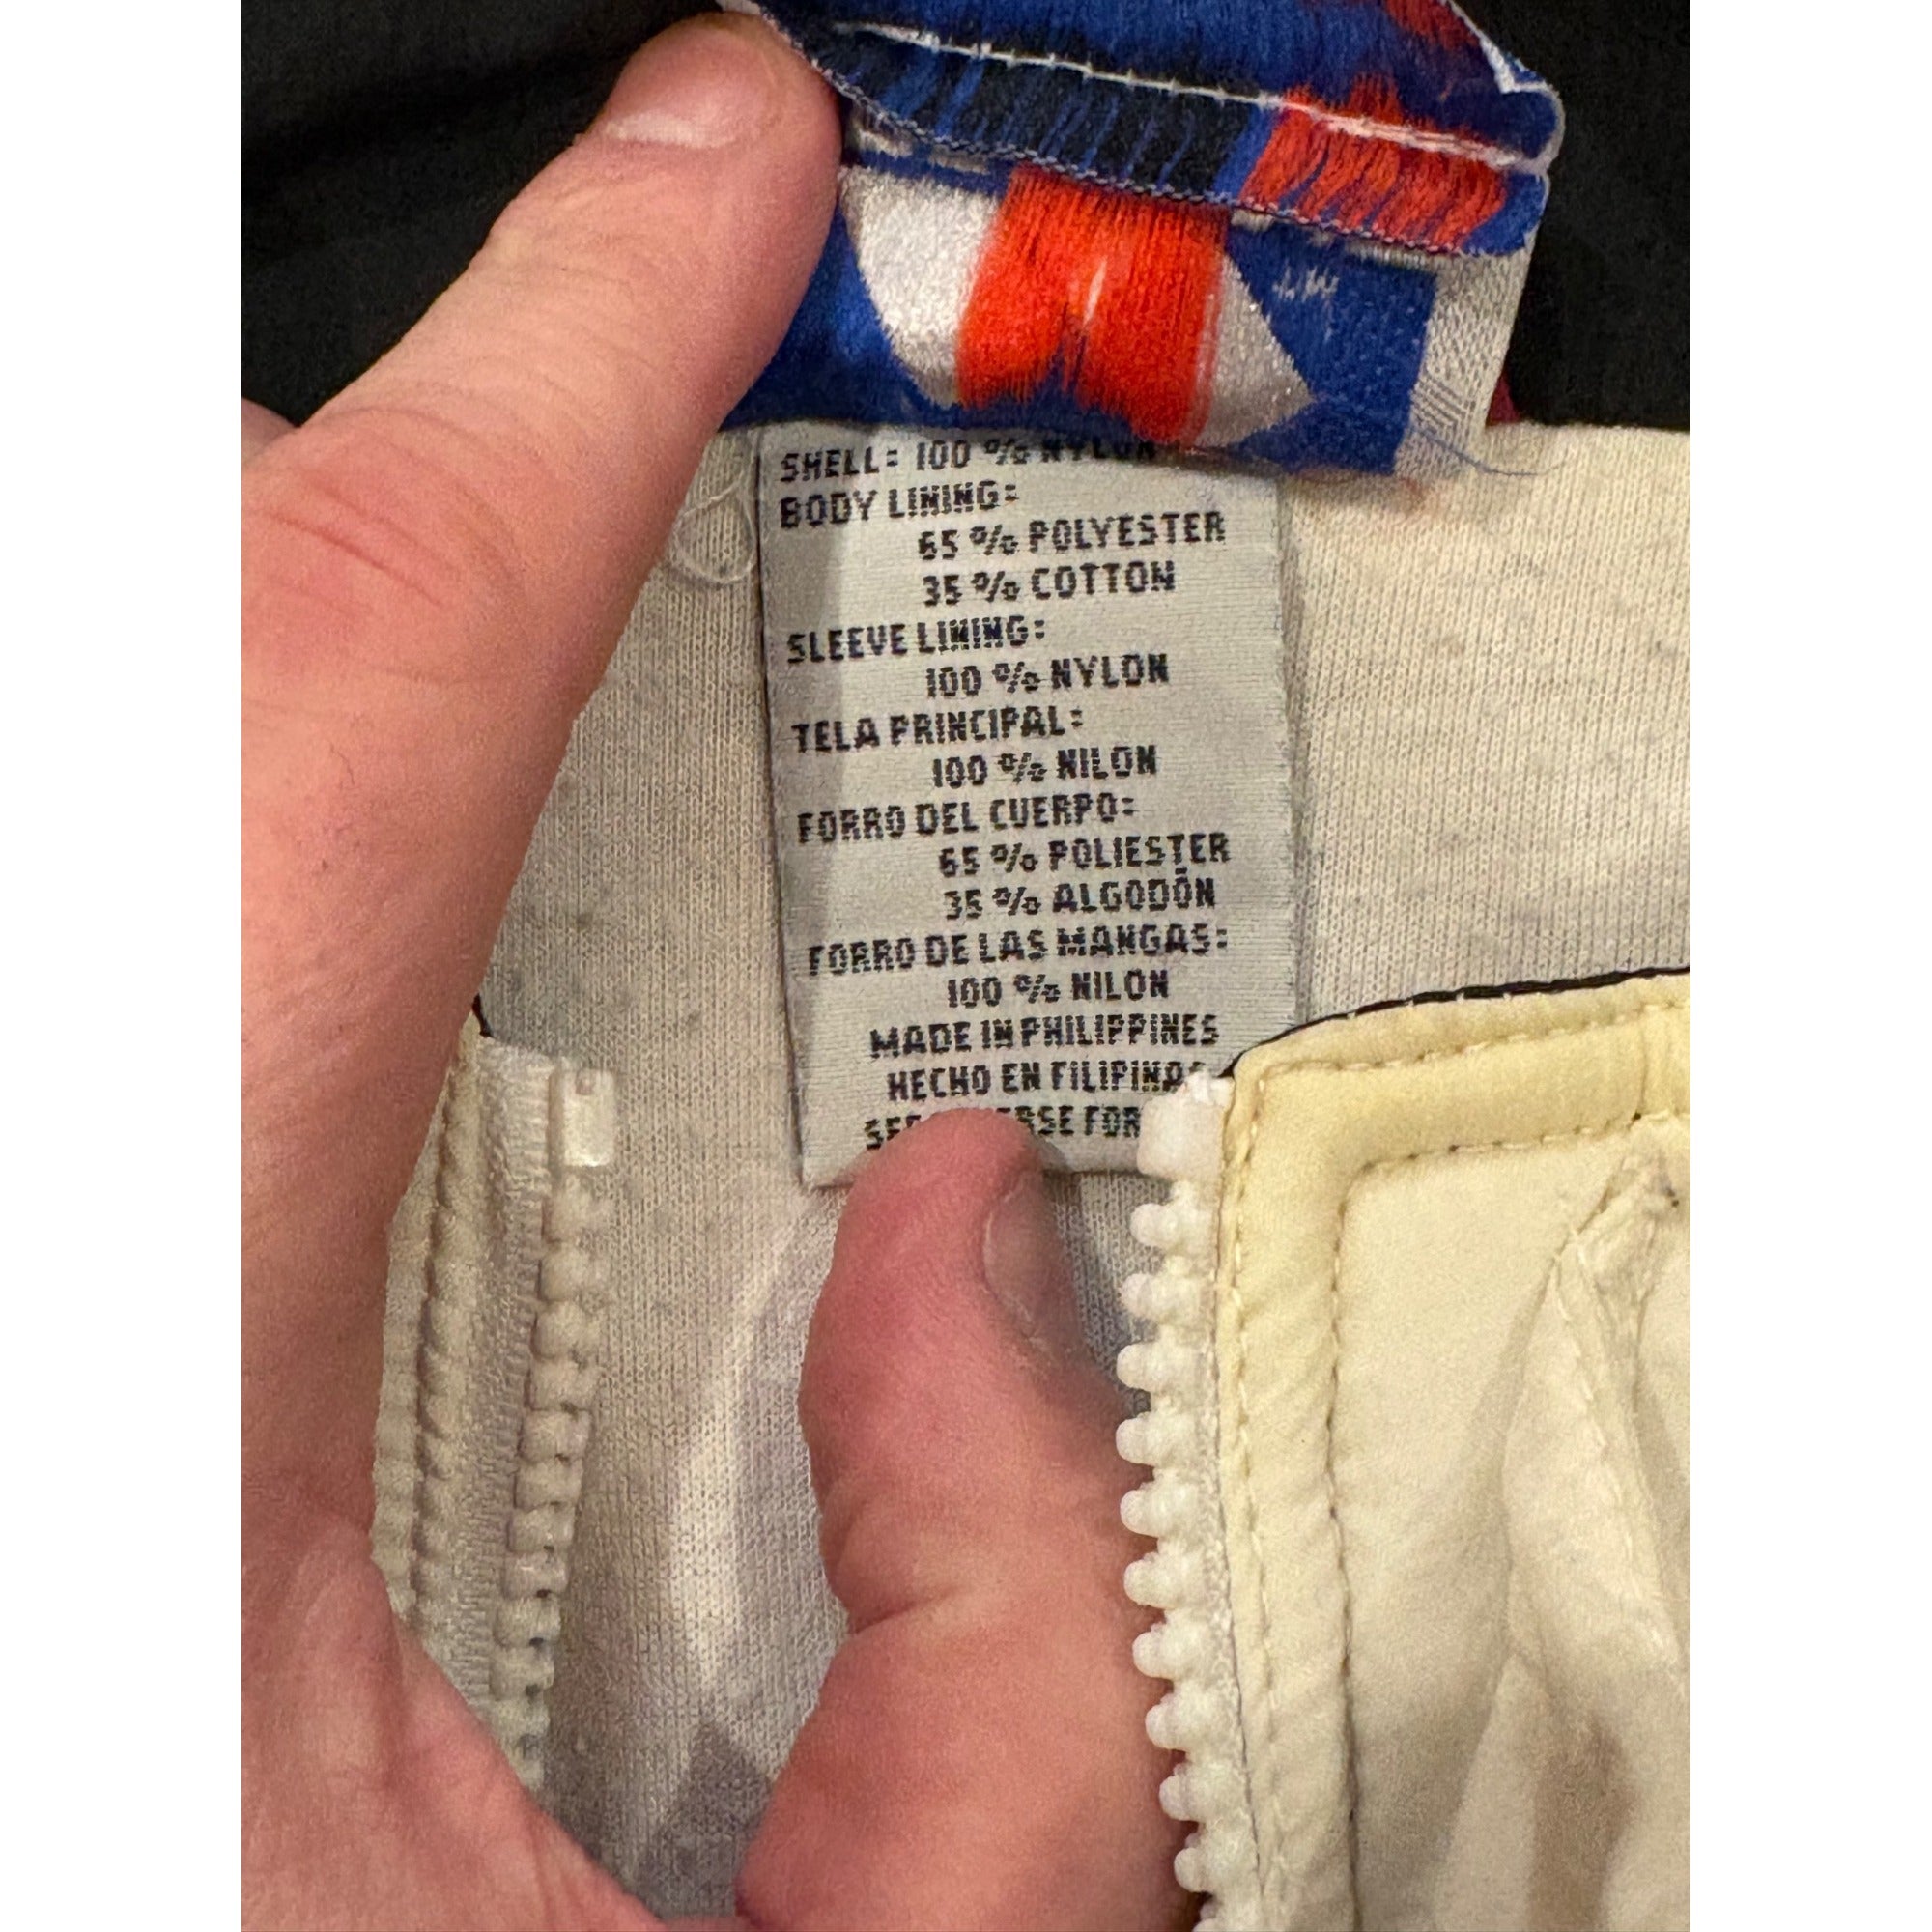 SHELL: 100 % NYLON
BODY LINING:
65 % POLYESTER
35 % COTTON
SLEEVE LINING:
100 % NYLON
TELA PRINCIPAL:
100 % NILON
FORRO DEL CUERPO:
65 % POLIESTER
35 % ALGODÓN
FORRO DE LAS MANGAS:
100 % NILON
MADE IN PHILIPPINES
HECHO EN FILIPINAS